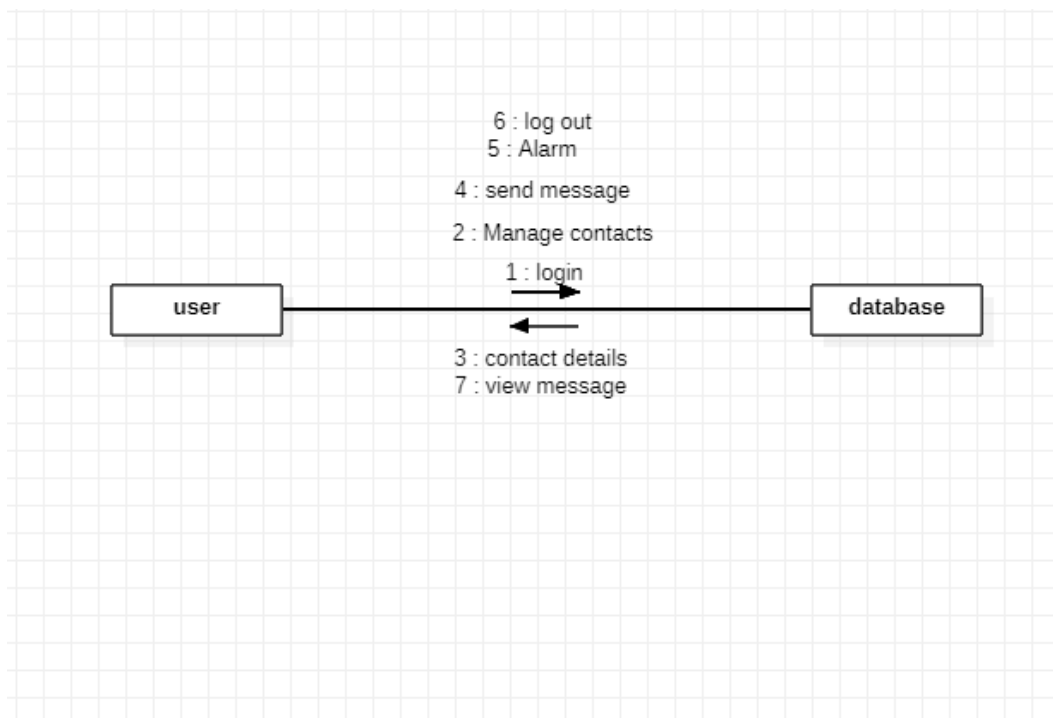 6 : log out
5 : Alarm
4 : send message
2 : Manage contacts
1 : login
user
database
3 : contact details
7 : view message